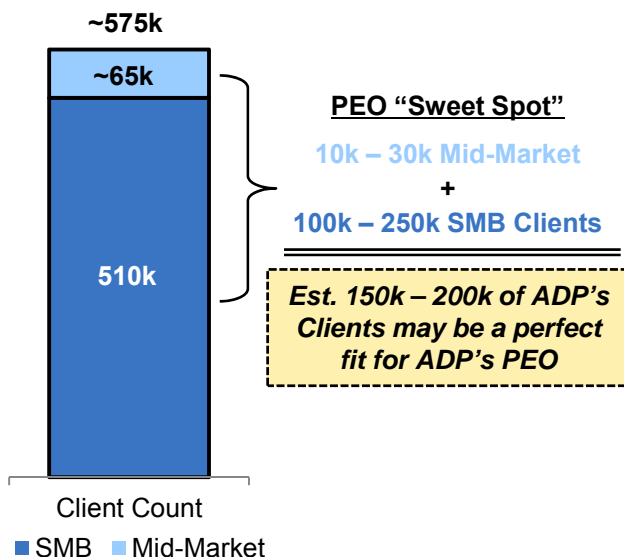 ~575k
~65k
510k
PEO “Sweet Spot”
10k – 30k Mid-Market
+
100k – 250k SMB Clients
Est. 150k – 200k of ADP's
Clients may be a perfect
fit for ADP's PEO
Client Count
SMB Mid-Market